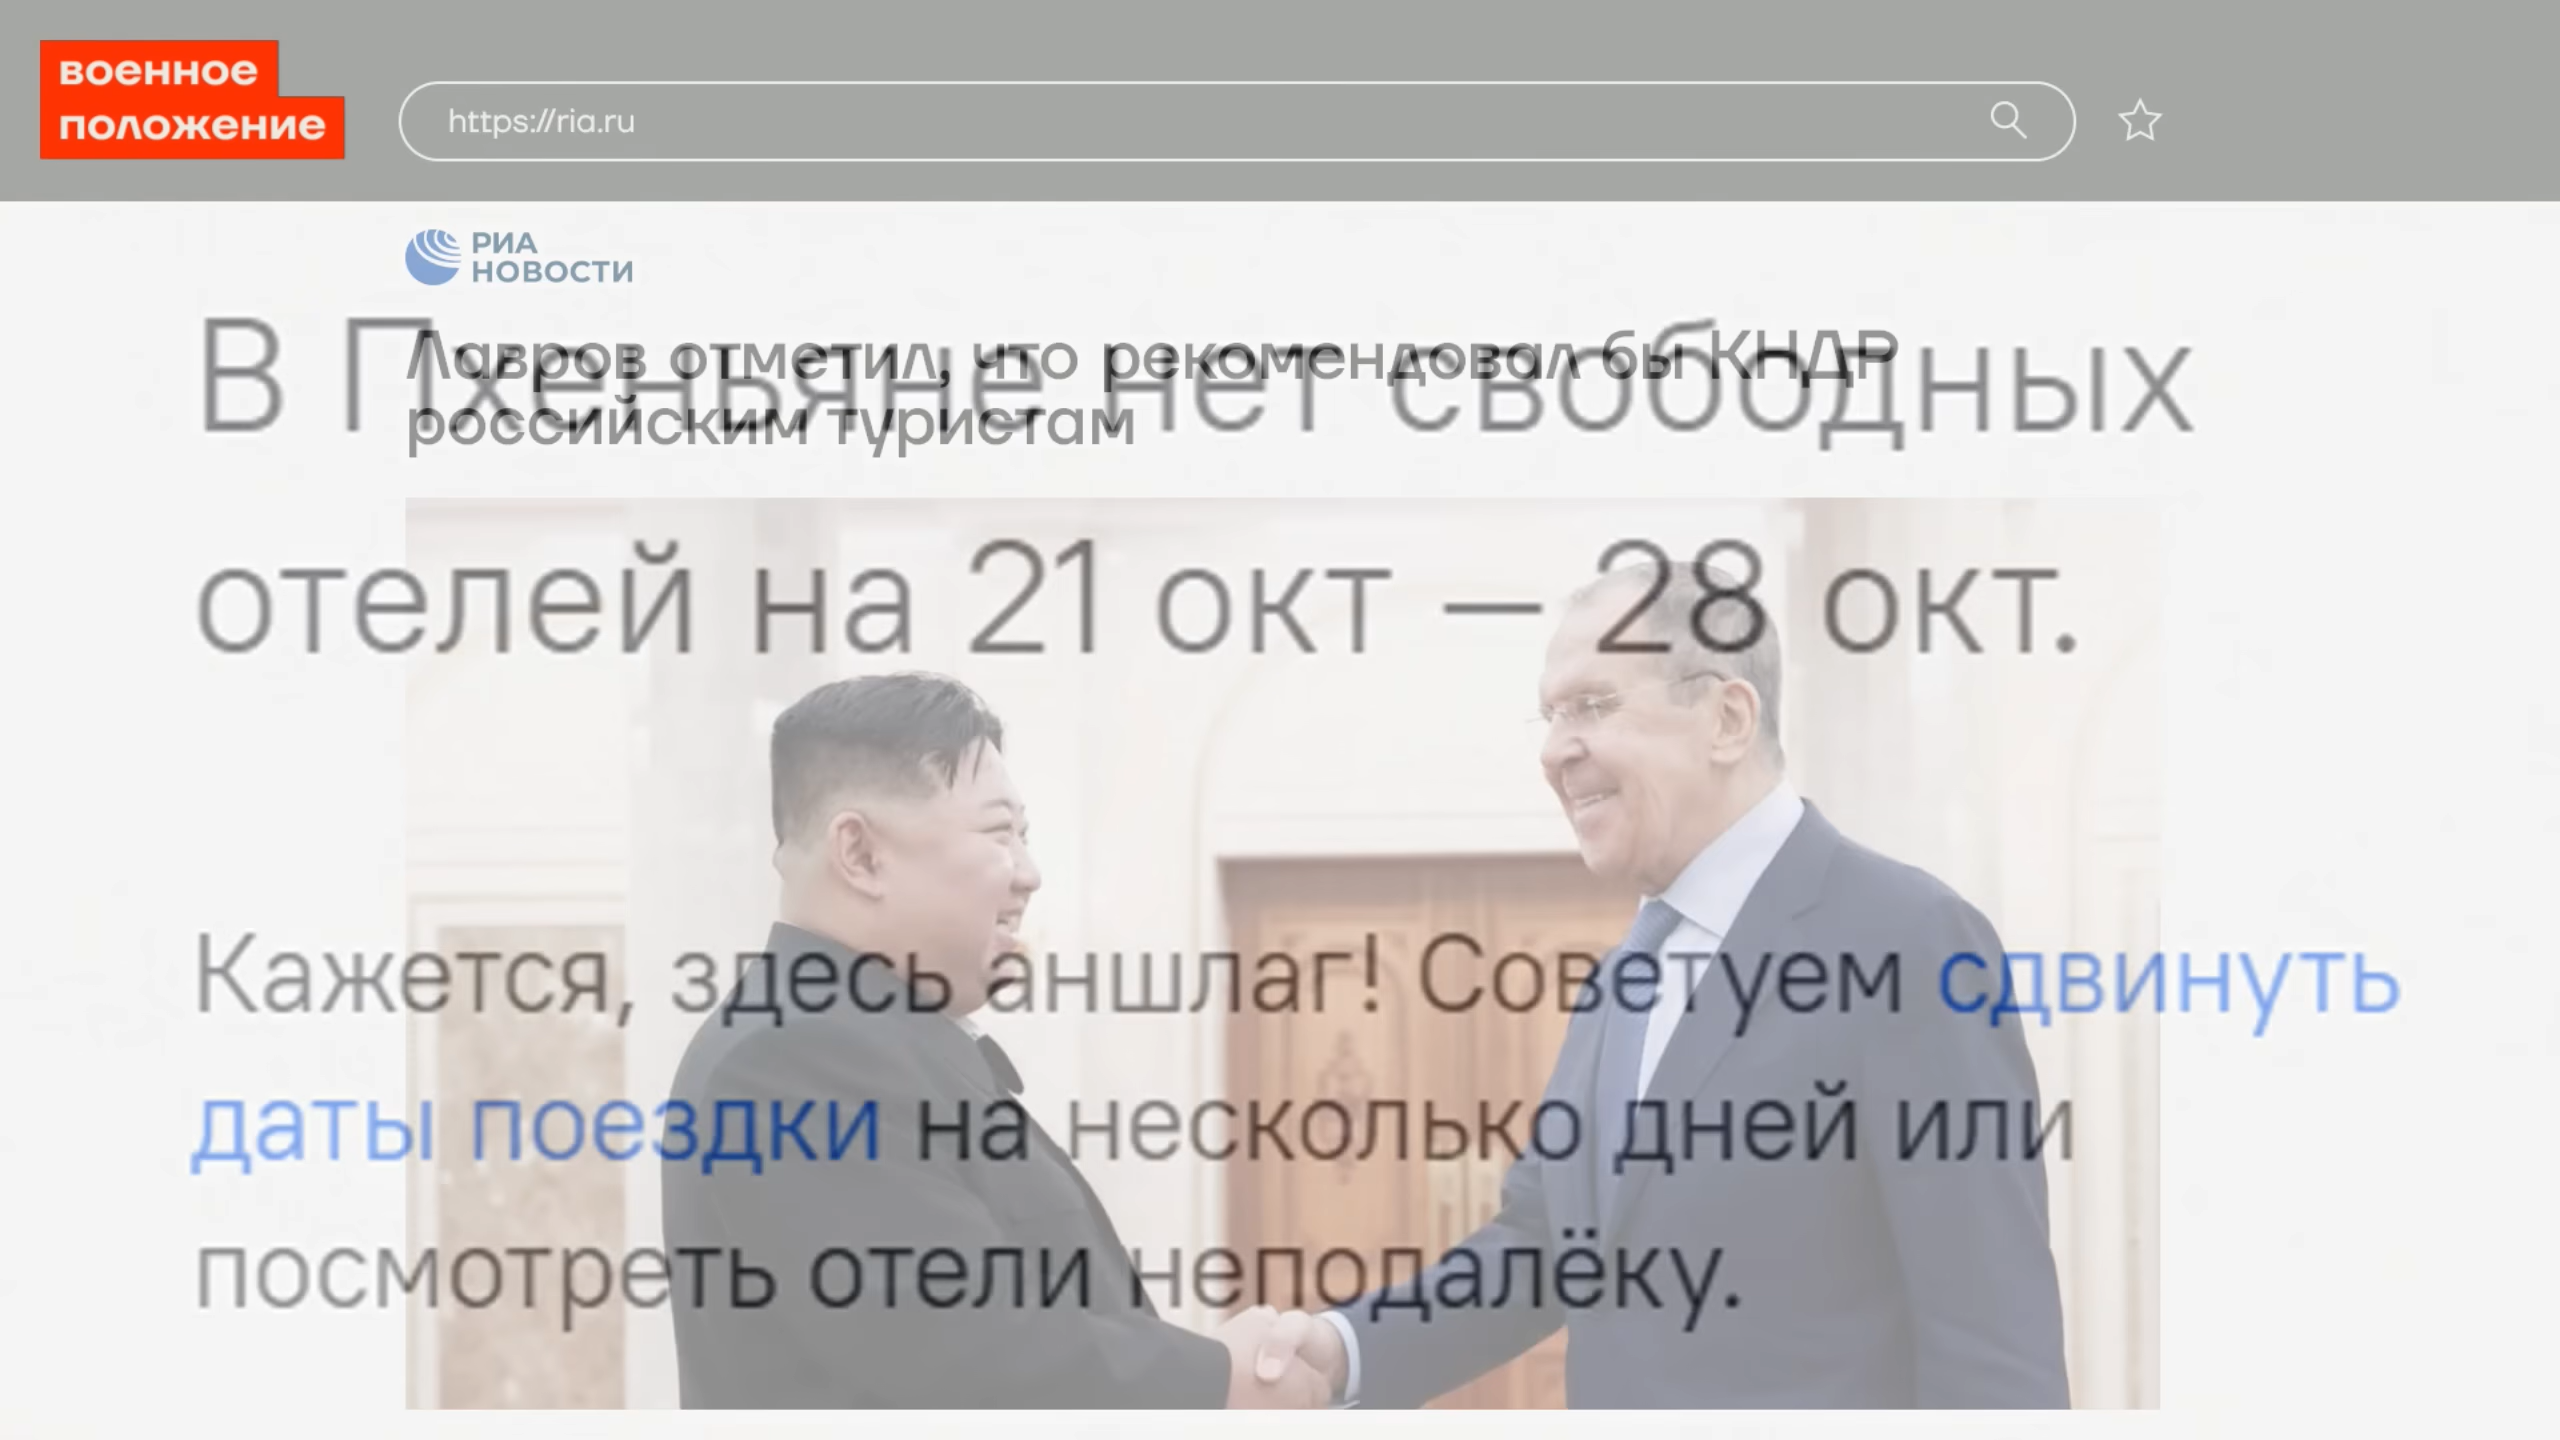 военное
положение
https://ria.ru
РИА
НОВОСТИ
Лавров отметил, что рекомендовал бы КНДР
российским туристам
В Пхеньяне нет свободных
отелей на 21 окт — 28 окт.
Кажется, здесь аншлаг! Советуем сдвинуть
даты поездки на несколько дней или
посмотреть отели неподалёку.